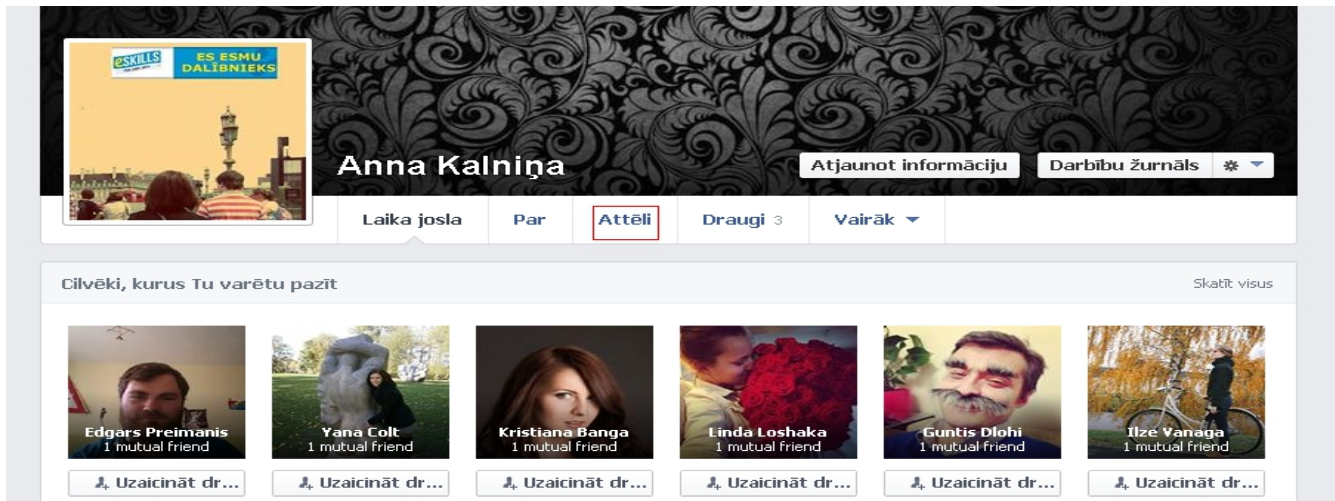 eSKILLS
ES ESMU
DALĪBNIEKS
Anna Kalniņa
Atjaunot informāciju
Darbību žurnāls
Laika josla
Par
Attēli
Draugi 3
Vairāk
Cilvēki, kurus Tu varētu pazīt
Skatīt visus
Edgars Preimanis
1 mutual friend
Yana Colt
1 mutual friend
Kristiana Banga
1 mutual friend
Linda Loshaka
1 mutual friend
Guntis Dlohi
1 mutual friend
Ilze Vanaga
1 mutual friend
Uzaicināt dr...
Uzaicināt dr...
Uzaicināt dr...
Uzaicināt dr...
Uzaicināt dr...
Uzaicināt dr...